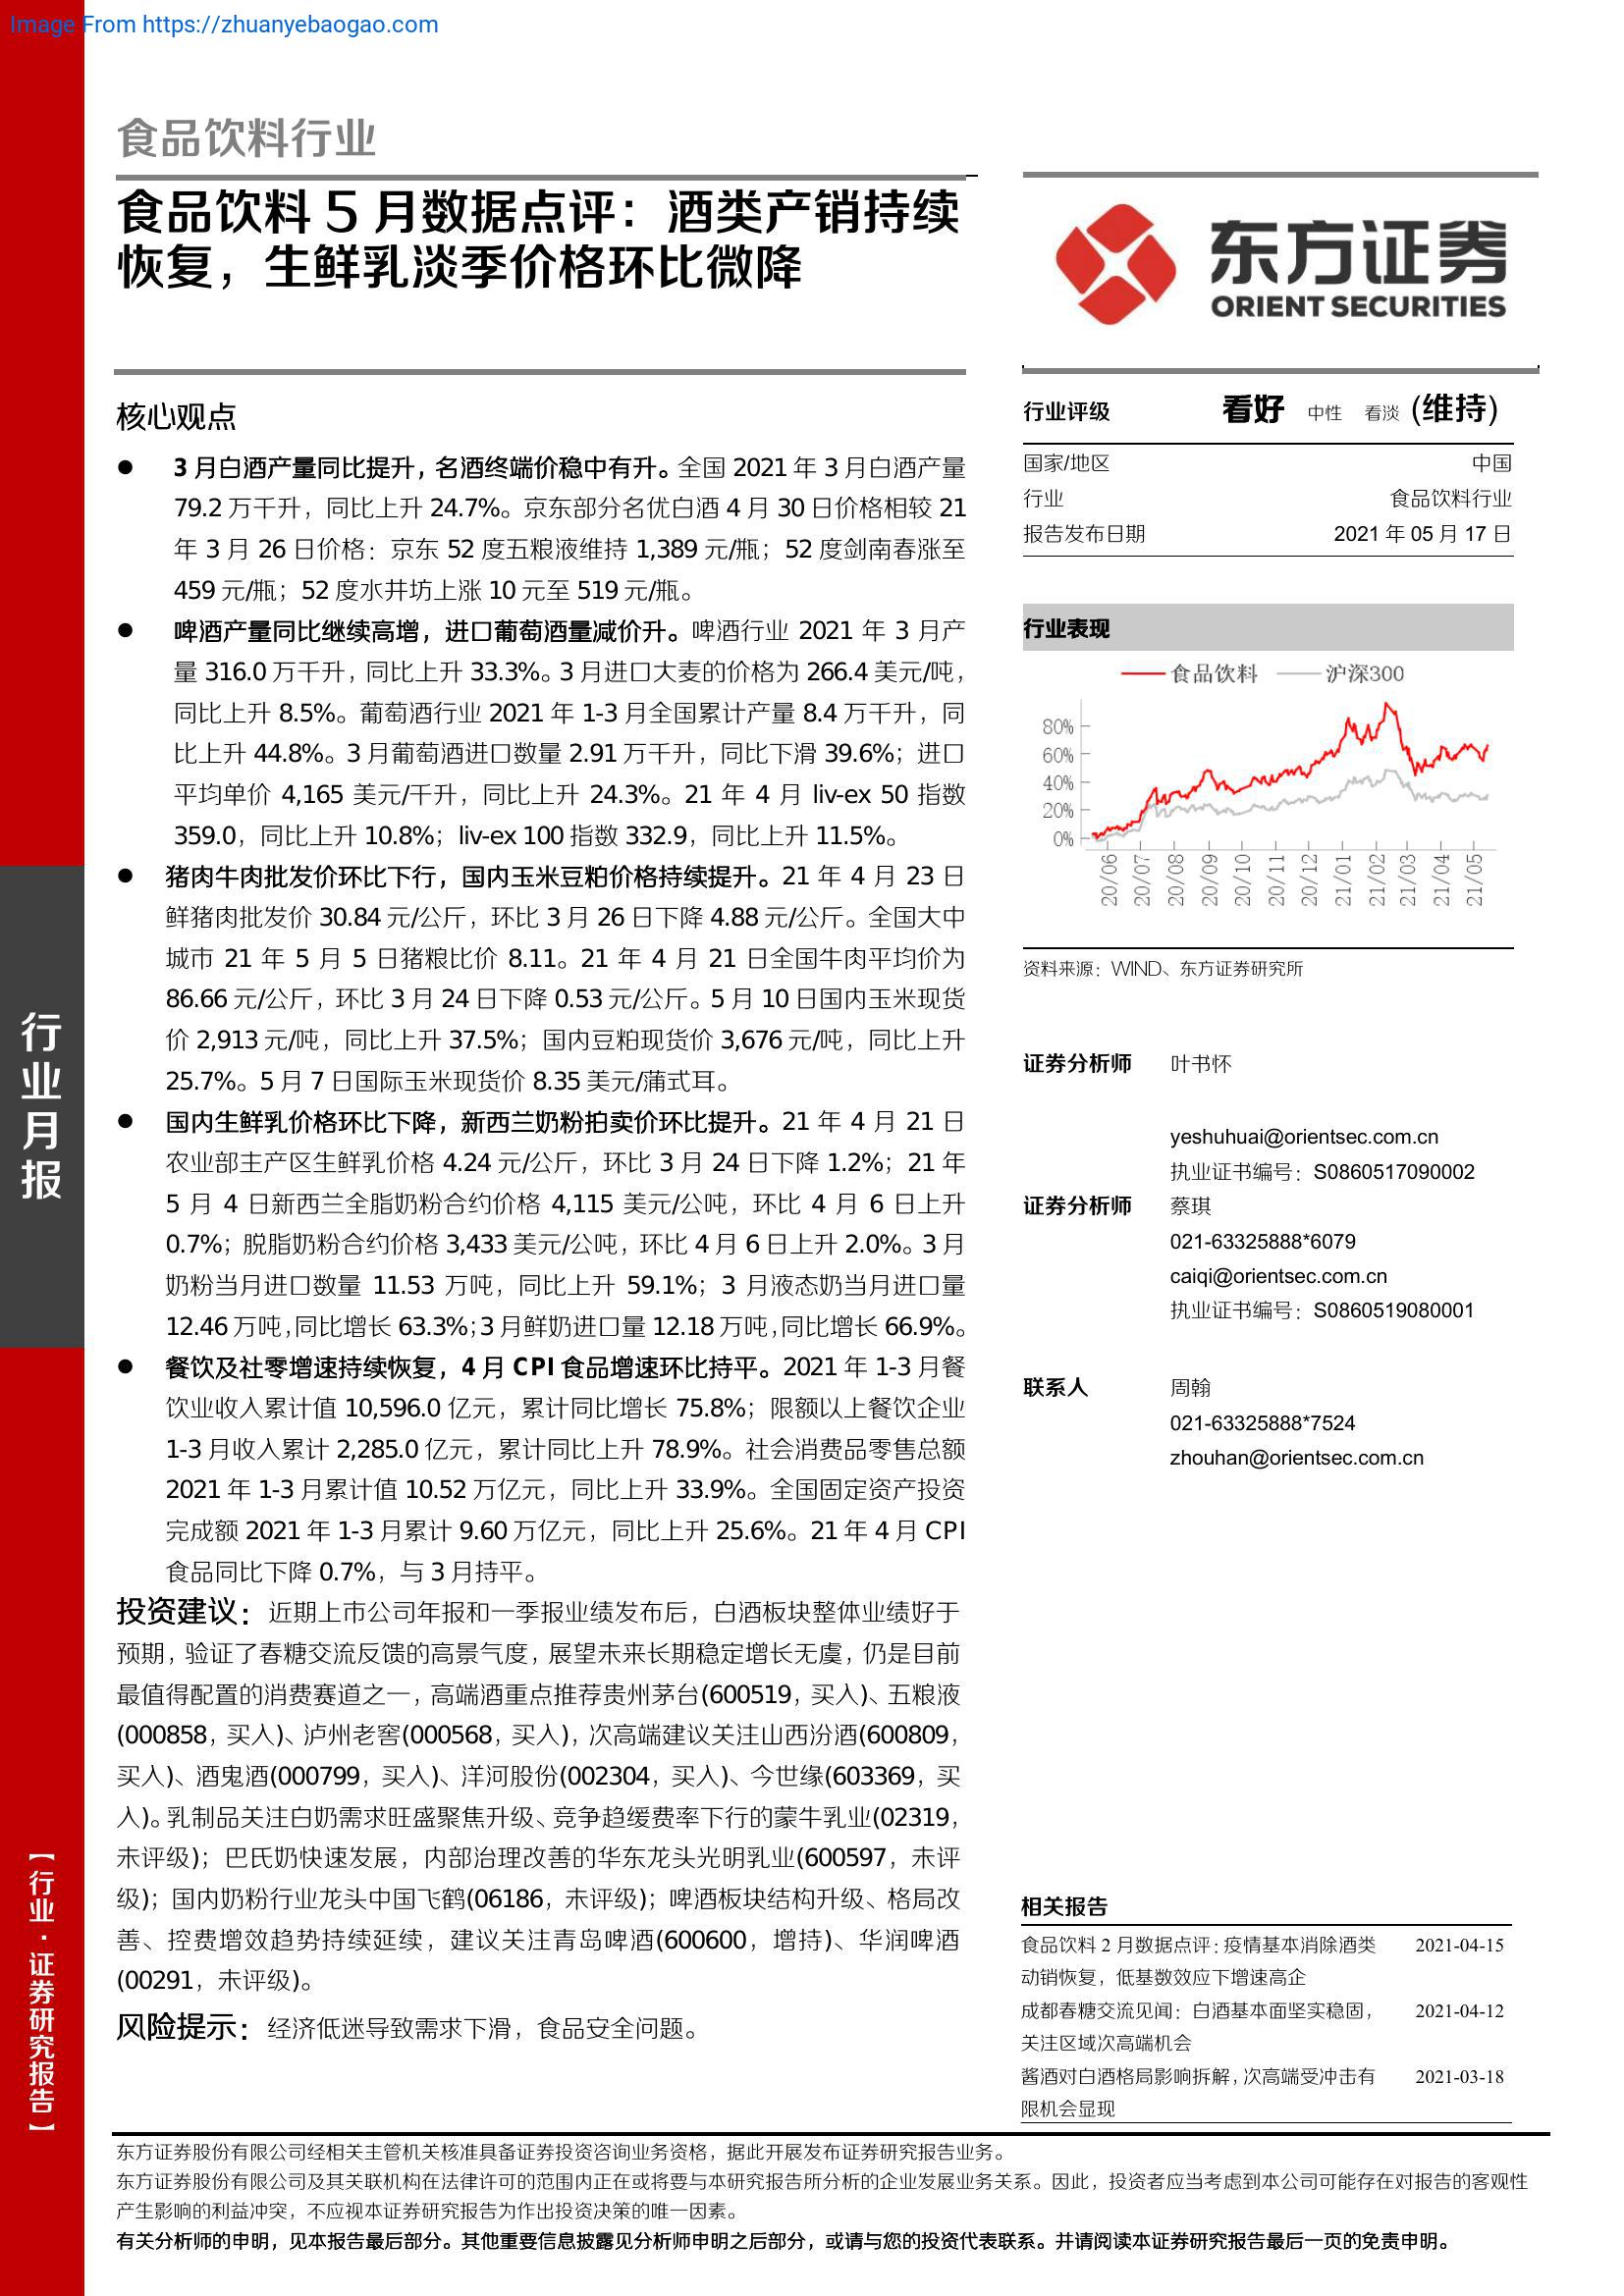 Image From https://zhuanyebaogao.com
食品饮料行业
食品饮料 5 月数据点评：酒类产销持续
恢复，生鲜乳淡季价格环比微降
东方证券
ORIENT SECURITIES
核心观点
● 3 月白酒产量同比提升，名酒终端价稳中有升。全国 2021 年 3 月白酒产量
79.2 万千升，同比上升 24.7%。京东部分名优白酒 4 月 30 日价格相较 21
年 3 月 26 日价格：京东 52 度五粮液维持 1,389 元/瓶；52 度剑南春涨至
459 元/瓶；52 度水井坊上涨 10 元至 519 元/瓶。
● 啤酒产量同比继续高增，进口葡萄酒量减价升。啤酒行业 2021 年 3 月产
量 316.0 万千升，同比上升 33.3%。3 月进口大麦的价格为 266.4 美元/吨，
同比上升 8.5%。葡萄酒行业 2021 年 1-3 月全国累计产量 8.4 万千升，同
比上升 44.8%。3 月葡萄酒进口数量 2.91 万千升，同比下滑 39.6%；进口
平均单价 4,165 美元/千升，同比上升 24.3%。21 年 4 月 liv-ex 50 指数
359.0，同比上升 10.8%；liv-ex 100 指数 332.9，同比上升 11.5%。
● 猪肉牛肉批发价环比下行，国内玉米豆粕价格持续提升。21 年 4 月 23 日
鲜猪肉批发价 30.84 元/公斤，环比 3 月 26 日下降 4.88 元/公斤。全国大中
城市 21 年 5 月 5 日猪粮比价 8.11。21 年 4 月 21 日全国牛肉平均价为
86.66 元/公斤，环比 3 月 24 日下降 0.53 元/公斤。5 月 10 日国内玉米现货
价 2,913 元/吨，同比上升 37.5%；国内豆粕现货价 3,676 元/吨，同比上升
25.7%。5 月 7 日国际玉米现货价 8.35 美元/蒲式耳。
● 国内生鲜乳价格环比下降，新西兰奶粉拍卖价环比提升。21 年 4 月 21 日
农业部主产区生鲜乳价格 4.24 元/公斤，环比 3 月 24 日下降 1.2%；21 年
5 月 4 日新西兰全脂奶粉合约价格 4,115 美元/公吨，环比 4 月 6 日上升
0.7%；脱脂奶粉合约价格 3,433 美元/公吨，环比 4 月 6 日上升 2.0%。3 月
奶粉当月进口数量 11.53 万吨，同比上升 59.1%；3 月液态奶当月进口量
12.46 万吨，同比增长 63.3%；3 月鲜奶进口量 12.18 万吨，同比增长 66.9%。
● 餐饮及社零增速持续恢复，4 月 CPI 食品增速环比持平。2021 年 1-3 月餐
饮业收入累计值 10,596.0 亿元，累计同比增长 75.8%；限额以上餐饮企业
1-3 月收入累计 2,285.0 亿元，累计同比上升 78.9%。社会消费品零售总额
2021 年 1-3 月累计值 10.52 万亿元，同比上升 33.9%。全国固定资产投资
完成额 2021 年 1-3 月累计 9.60 万亿元，同比上升 25.6%。21 年 4 月 CPI
食品同比下降 0.7%，与 3 月持平。
投资建议：近期上市公司年报和一季报业绩发布后，白酒板块整体业绩好于
预期，验证了春糖交流反馈的高景气度，展望未来长期稳定增长无虞，仍是目前
最值得配置的消费赛道之一，高端酒重点推荐贵州茅台(600519，买入)、五粮液
(000858，买入)、泸州老窖(000568，买入)，次高端建议关注山西汾酒(600809，
买入)、酒鬼酒(000799，买入)、洋河股份(002304，买入)、今世缘(603369，买
入)。乳制品关注白奶需求旺盛聚焦升级、竞争趋缓费率下行的蒙牛乳业(02319，
未评级)；巴氏奶快速发展，内部治理改善的华东龙头光明乳业(600597，未评
级)；国内奶粉行业龙头中国飞鹤(06186，未评级)；啤酒板块结构升级、格局改
善、控费增效趋势持续延续，建议关注青岛啤酒(600600，增持)、华润啤酒
(00291，未评级)。
风险提示：经济低迷导致需求下滑，食品安全问题。
行业评级 看好 中性 看淡 (维持)
国家/地区 中国
行业 食品饮料行业
报告发布日期 2021 年 05 月 17 日
行业表现
食品饮料 沪深300
80%
60%
40%
20%
0%
20/06 20/07 20/08 20/09 20/10 20/11 20/12 21/01 21/02 21/03 21/04 21/05
资料来源：WIND、东方证券研究所
证券分析师 叶书怀
yeshuhuai@orientsec.com.cn
执业证书编号：S0860517090002
证券分析师 蔡琪
021-63325888*6079
caiqi@orientsec.com.cn
执业证书编号：S0860519080001
联系人 周翰
021-63325888*7524
zhouhan@orientsec.com.cn
相关报告
食品饮料 2 月数据点评：疫情基本消除酒类 2021-04-15
动销恢复，低基数效应下增速高企
成都春糖交流见闻：白酒基本面坚实稳固， 2021-04-12
关注区域次高端机会
酱酒对白酒格局影响拆解，次高端受冲击有 2021-03-18
限机会显现
行业月报
【行业·证券研究报告】
东方证券股份有限公司经相关主管机关核准具备证券投资咨询业务资格，据此开展发布证券研究报告业务。
东方证券股份有限公司及其关联机构在法律许可的范围内正在或将要与本研究报告所分析的企业发展业务关系。因此，投资者应当考虑到本公司可能存在对报告的客观性
产生影响的利益冲突，不应视本证券研究报告为作出投资决策的唯一因素。
有关分析师的申明，见本报告最后部分。其他重要信息披露见分析师申明之后部分，或请与您的投资代表联系。并请阅读本证券研究报告最后一页的免责申明。